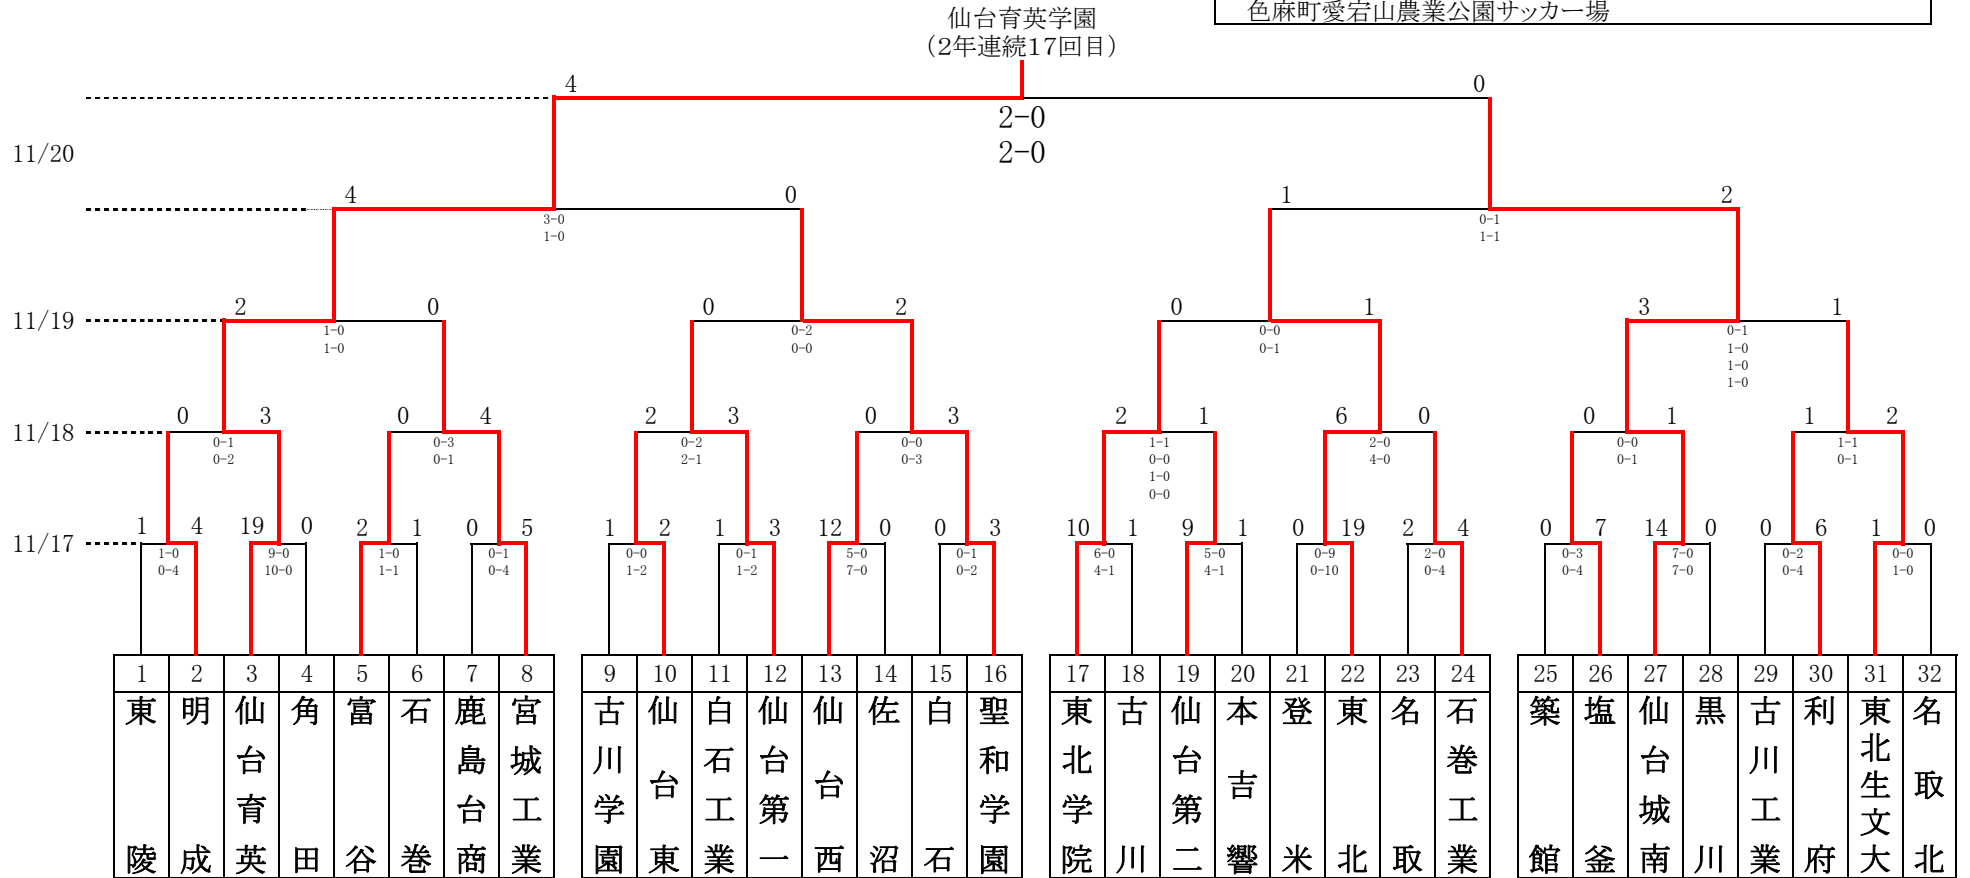 色麻町愛宕山農業公園サッカー場
仙台育英学園
（2年連続17回目）
4 0
2-0
2-0
11/20
4 0 1 2
3-0 0-1
1-0 1-1
11/19
2 0 0 2 0 1 3 1
1-0 0-2 0-0 0-1
1-0 0-0 0-1 1-0
1-0
1-0
11/18
0 3 0 4 2 3 0 3 2 1 6 0 0 1 1 2
0-1 0-3 0-2 0-0 1-1 2-0 0-0 1-1
0-2 0-1 2-1 0-3 0-0 4-0 0-1 0-1
1-0
0-0
11/17
1 4 19 0 2 1 0 5 1 2 1 3 12 0 0 3 10 1 9 1 0 19 2 4 0 7 14 0 0 6 1 0
1-0 9-0 1-0 0-1 0-0 0-1 5-0 0-1 6-0 5-0 0-9 2-0 0-3 7-0 0-2 0-0
0-4 10-0 1-1 0-4 1-2 1-2 7-0 0-2 4-1 4-1 0-10 0-4 0-4 7-0 0-4 1-0
1 2 3 4 5 6 7 8 9 10 11 12 13 14 15 16 17 18 19 20 21 22 23 24 25 26 27 28 29 30 31 32
東陵
明成
仙台育英
角田
富谷
石巻
鹿島台商
宮城工業
古川学園
仙台東
白石工業
仙台第一
仙台西
佐沼
白石
聖和学園
東北学院
古川
仙台第二
本吉響
登米
東北
名取
石巻工業
築館
塩釜
仙台城南
黒川
古川工業
利府
東北生文大
名取北